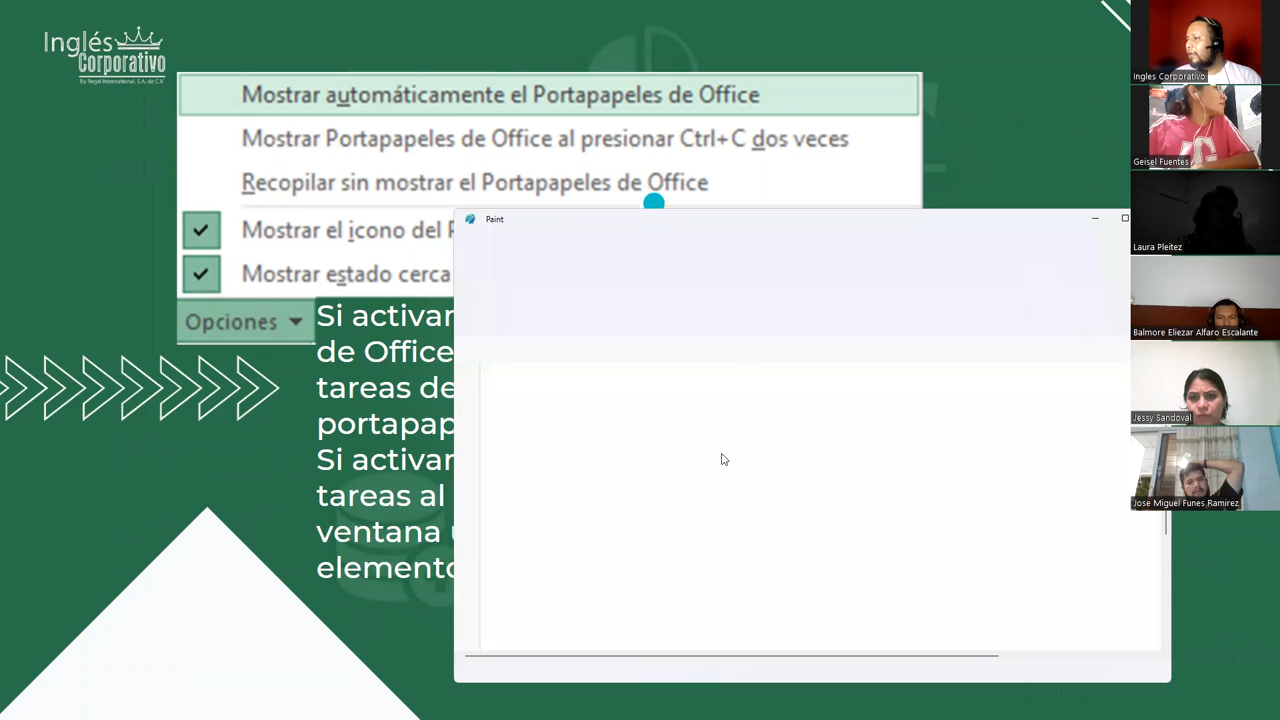 Inglés
Corporativo
By Regal International, S.A. de C.V
Mostrar automáticamente el Portapapeles de Office
Mostrar Portapapeles de Office al presionar Ctrl+C dos veces
Recopilar sin mostrar el Portapapeles de Office
Mostrar el icono del
Mostrar estado cerca
Opciones
Si activar
de Office
tareas de
portapap
Si activar
tareas al
ventana
elemento
Paint
Ingles Corporativo
Geisel Fuentes
Laura Pleitez
Balmore Eliezar Alfaro Escalante
Jessy Sandoval
Jose Miguel Funes Ramirez